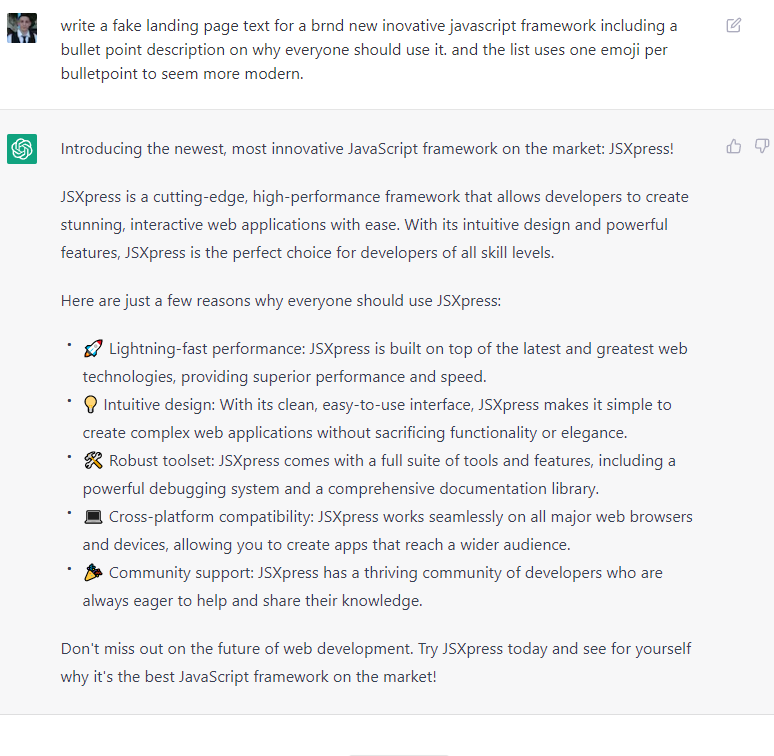 write a fake landing page text for a brnd new inovative javascript framework including a
bullet point description on why everyone should use it. and the list uses one emoji per
bulletpoint to seem more modern.
Introducing the newest, most innovative JavaScript framework on the market: JSXpress!
JSXpress is a cutting-edge, high-performance framework that allows developers to create
stunning, interactive web applications with ease. With its intuitive design and powerful
features, JSXpress is the perfect choice for developers of all skill levels.
Here are just a few reasons why everyone should use JSXpress:
• 🚀 Lightning-fast performance: JSXpress is built on top of the latest and greatest web
technologies, providing superior performance and speed.
• 💡 Intuitive design: With its clean, easy-to-use interface, JSXpress makes it simple to
create complex web applications without sacrificing functionality or elegance.
• 🛠 Robust toolset: JSXpress comes with a full suite of tools and features, including a
powerful debugging system and a comprehensive documentation library.
• 💻 Cross-platform compatibility: JSXpress works seamlessly on all major web browsers
and devices, allowing you to create apps that reach a wider audience.
• 🎉 Community support: JSXpress has a thriving community of developers who are
always eager to help and share their knowledge.
Don't miss out on the future of web development. Try JSXpress today and see for yourself
why it's the best JavaScript framework on the market!